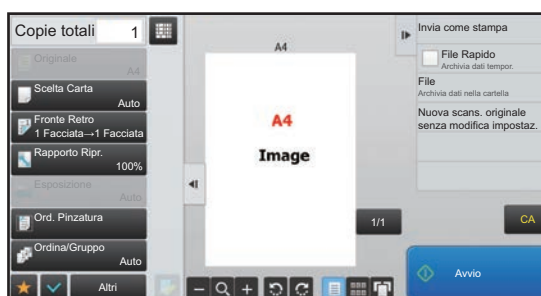 Copie totali 1
Originale
A4
Scelta Carta
Auto
Fronte Retro
1 Facciata→1 Facciata
Rapporto Ripr.
100%
Esposizione
Auto
Ord. Pinzatura
Ordina/Gruppo
Auto
Altri
A4
A4
Image
1/1
Invia come stampa
File Rapido
Archivia dati tempor.
File
Archivia dati nella cartella
Nuova scans. originale
senza modifica impostaz.
CA
Avvio